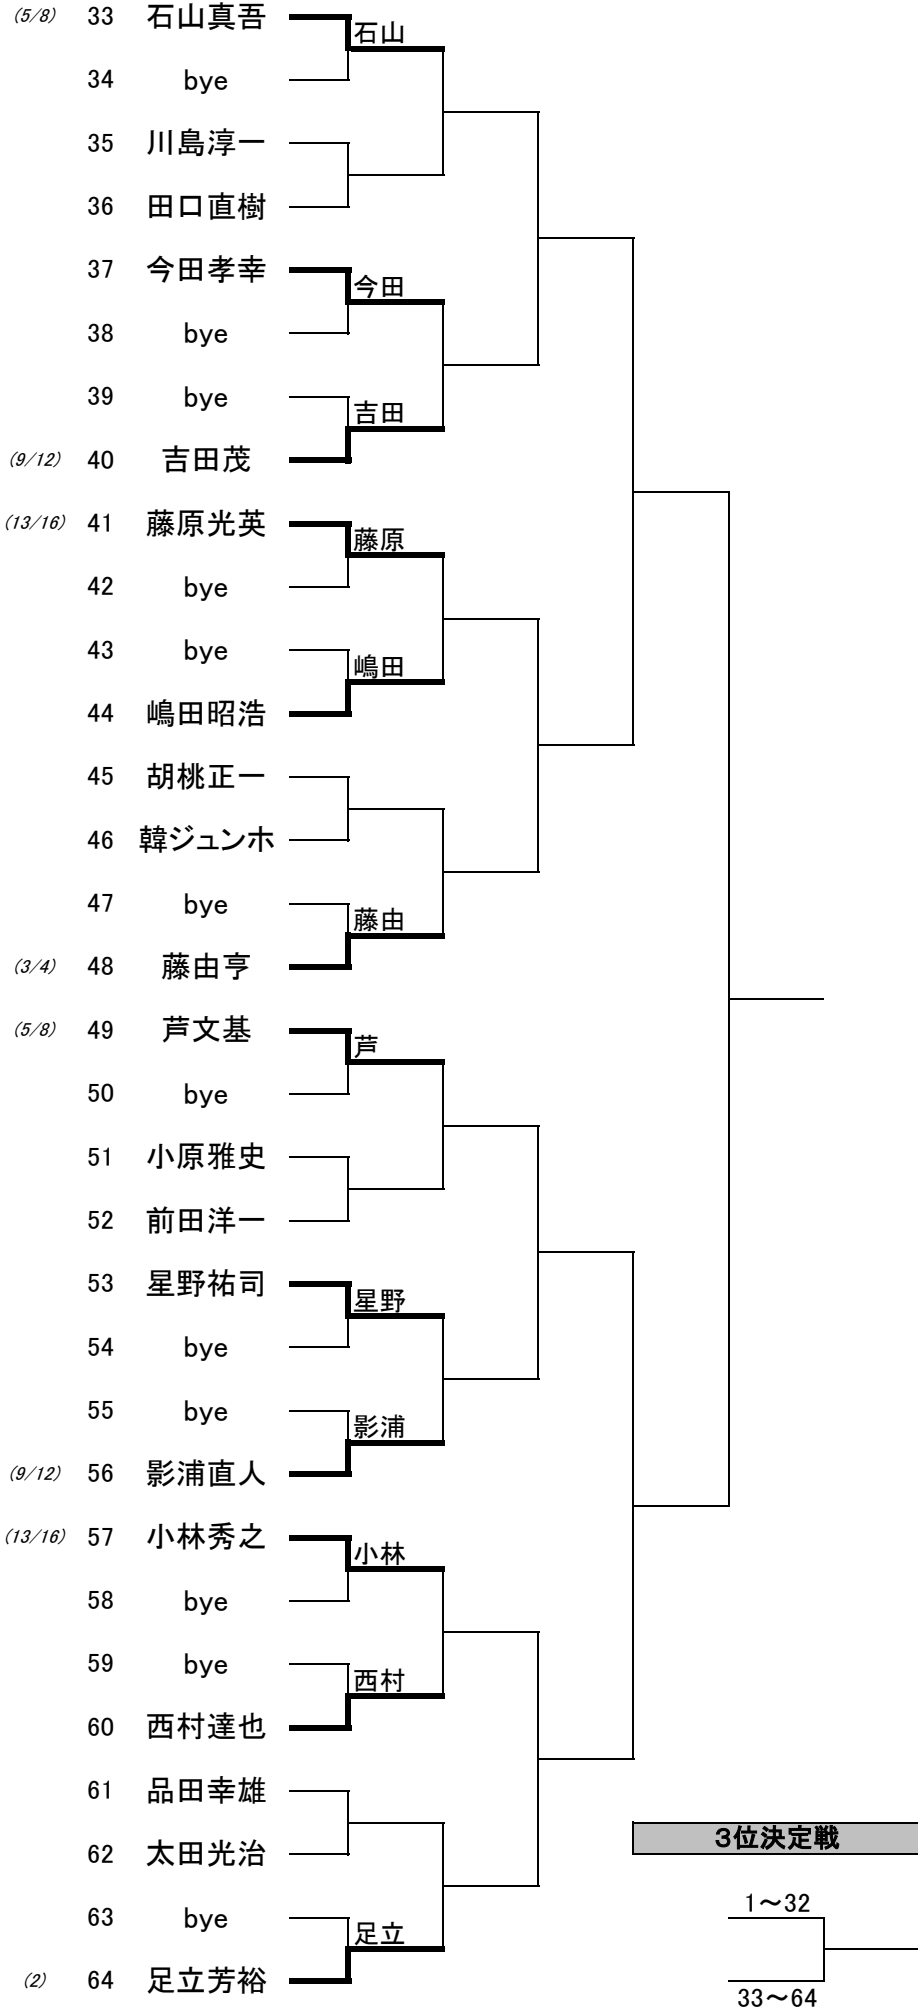 (5/8) 33 石山真吾
石山
34 bye
35 川島淳一
36 田口直樹
37 今田孝幸
今田
38 bye
39 bye
吉田
(9/12) 40 吉田茂
(13/16) 41 藤原光英
藤原
42 bye
43 bye
嶋田
44 嶋田昭浩
45 胡桃正一
46 韓ジュンホ
47 bye
藤由
(3/4) 48 藤由亨
(5/8) 49 芦文基
芦
50 bye
51 小原雅史
52 前田洋一
53 星野祐司
星野
54 bye
55 bye
影浦
(9/12) 56 影浦直人
(13/16) 57 小林秀之
小林
58 bye
59 bye
西村
60 西村達也
61 品田幸雄
3位決定戦
62 太田光治
1～32
63 bye
足立
(2) 64 足立芳裕
33～64